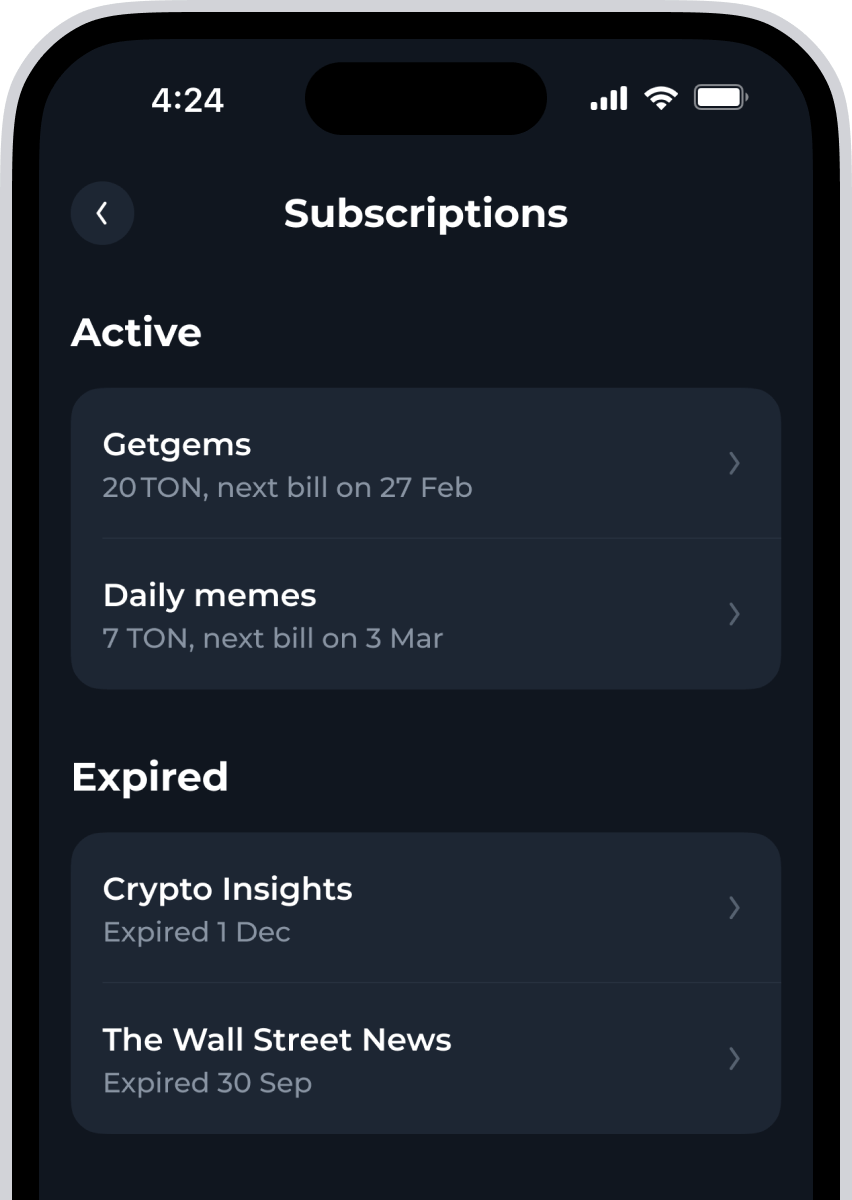 4:24
Subscriptions
Active
Getgems
20 TON, next bill on 27 Feb
Daily memes
7 TON, next bill on 3 Mar
Expired
Crypto Insights
Expired 1 Dec
The Wall Street News
Expired 30 Sep